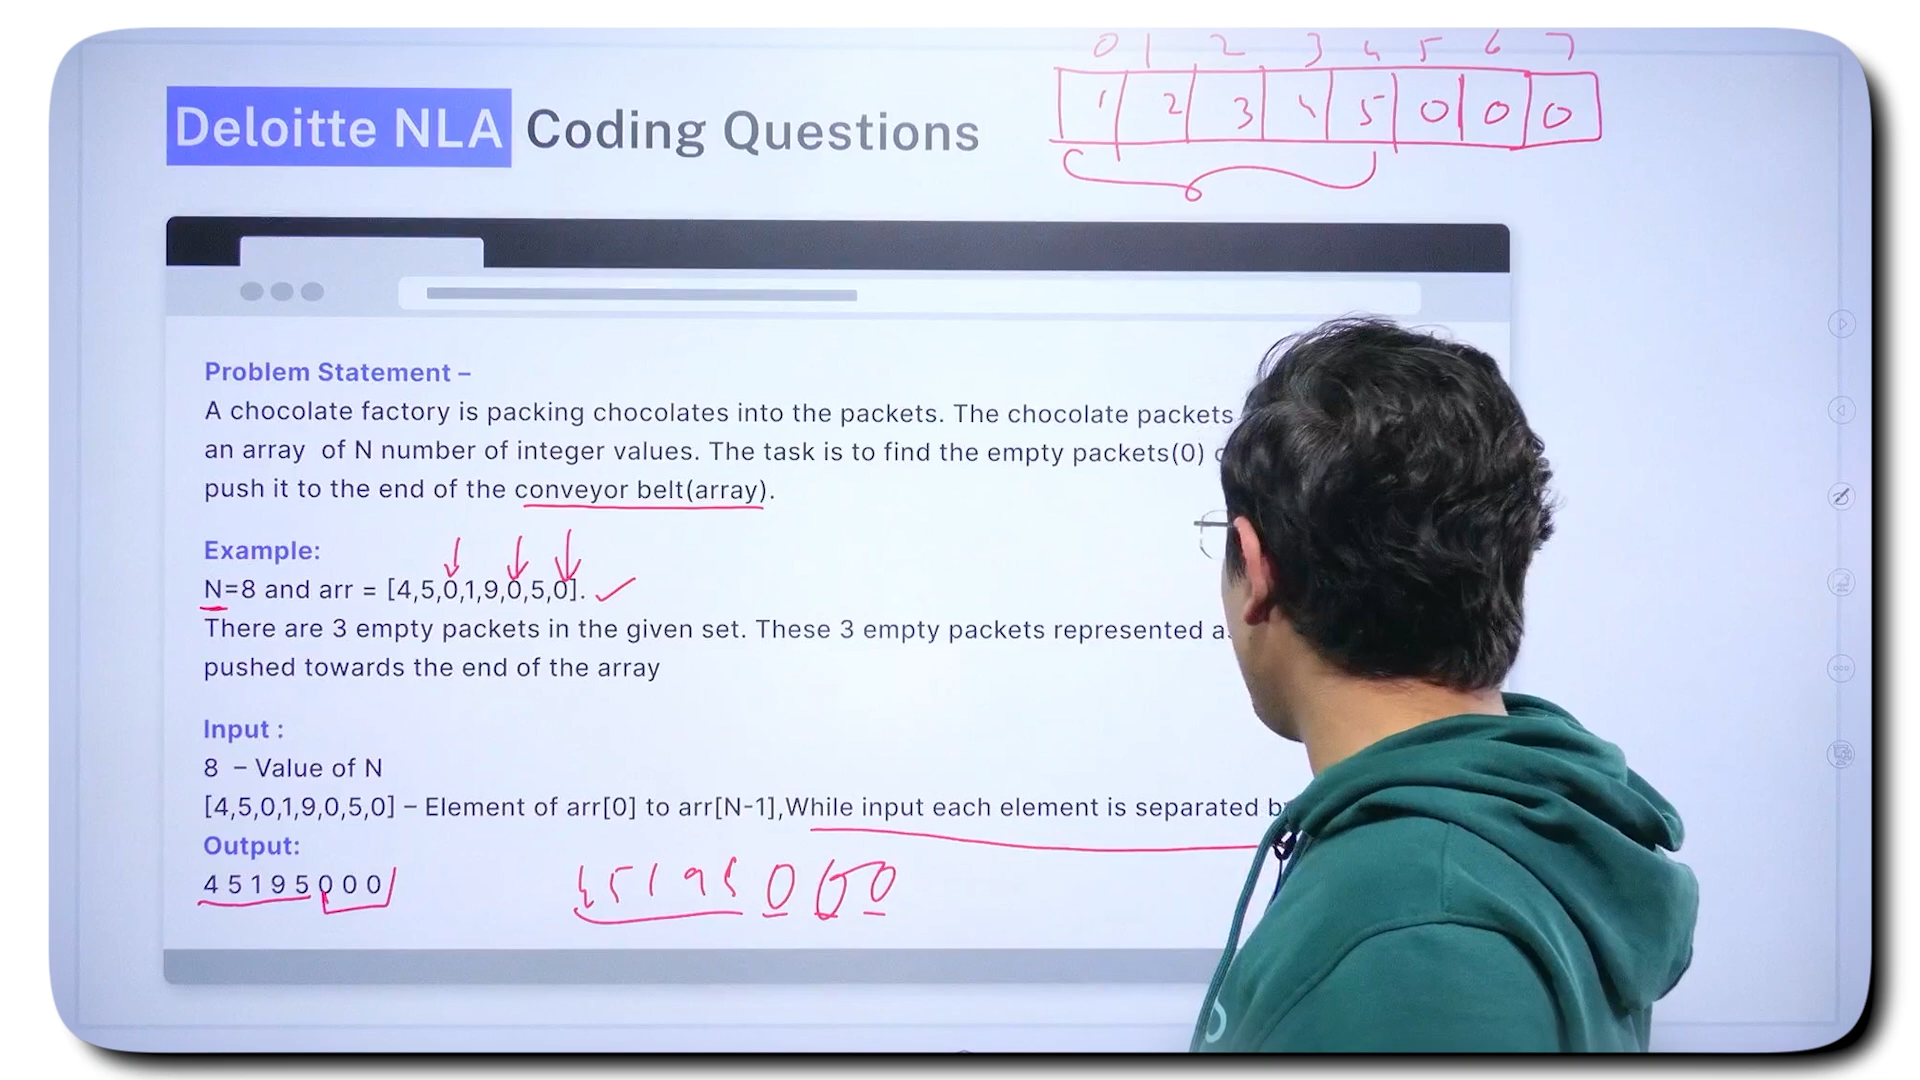 0 1 2 3 4 5 6 7
Deloitte NLA Coding Questions
1 2 3 4 5 0 0 0
Problem Statement –
A chocolate factory is packing chocolates into the packets. The chocolate packets
an array of N number of integer values. The task is to find the empty packets(0)
push it to the end of the conveyor belt(array).
Example:
N=8 and arr = [4,5,0,1,9,0,5,0].
There are 3 empty packets in the given set. These 3 empty packets represented
pushed towards the end of the array
Input :
8 – Value of N
[4,5,0,1,9,0,5,0] – Element of arr[0] to arr[N-1],While input each element is separated
Output:
4 5 1 9 5 0 0 0
4 5 1 9 5 0 0 0